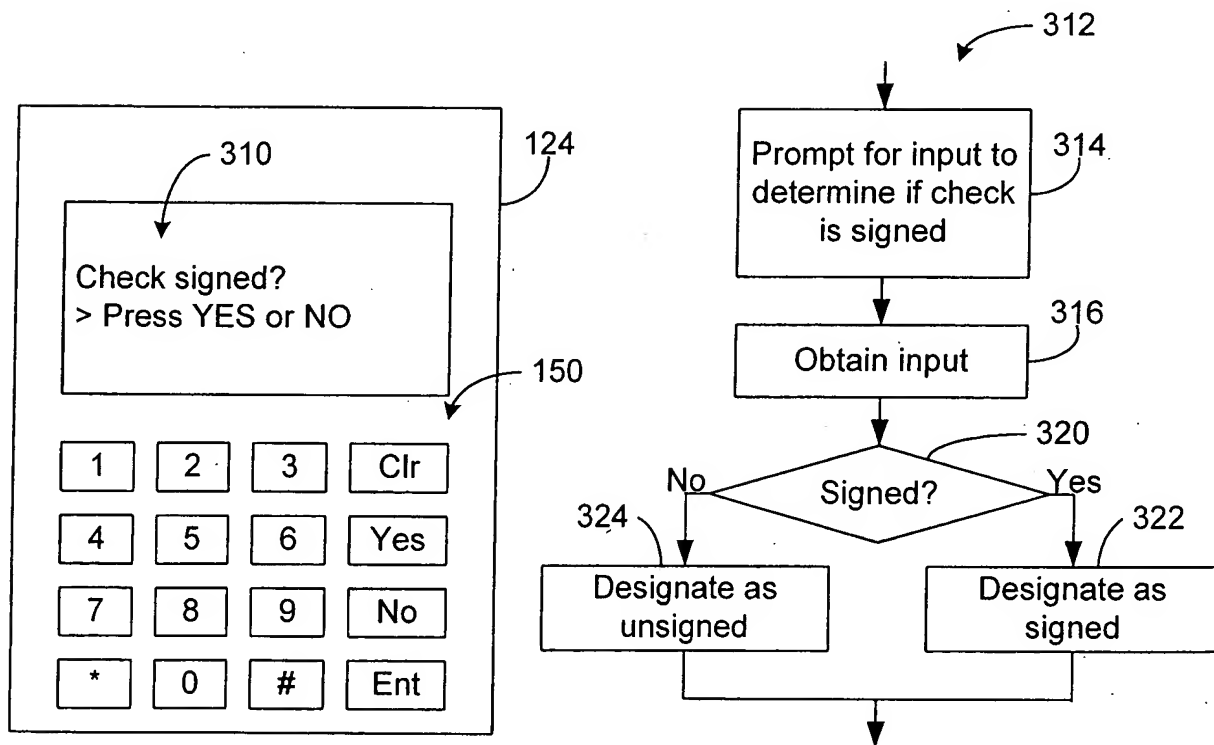 310
124
Check signed?
> Press YES or NO
150
1 2 3 Clr
4 5 6 Yes
7 8 9 No
* 0 # Ent
312
Prompt for input to
determine if check
is signed
314
Obtain input
316
Signed?
320
No
Yes
324
Designate as
unsigned
322
Designate as
signed